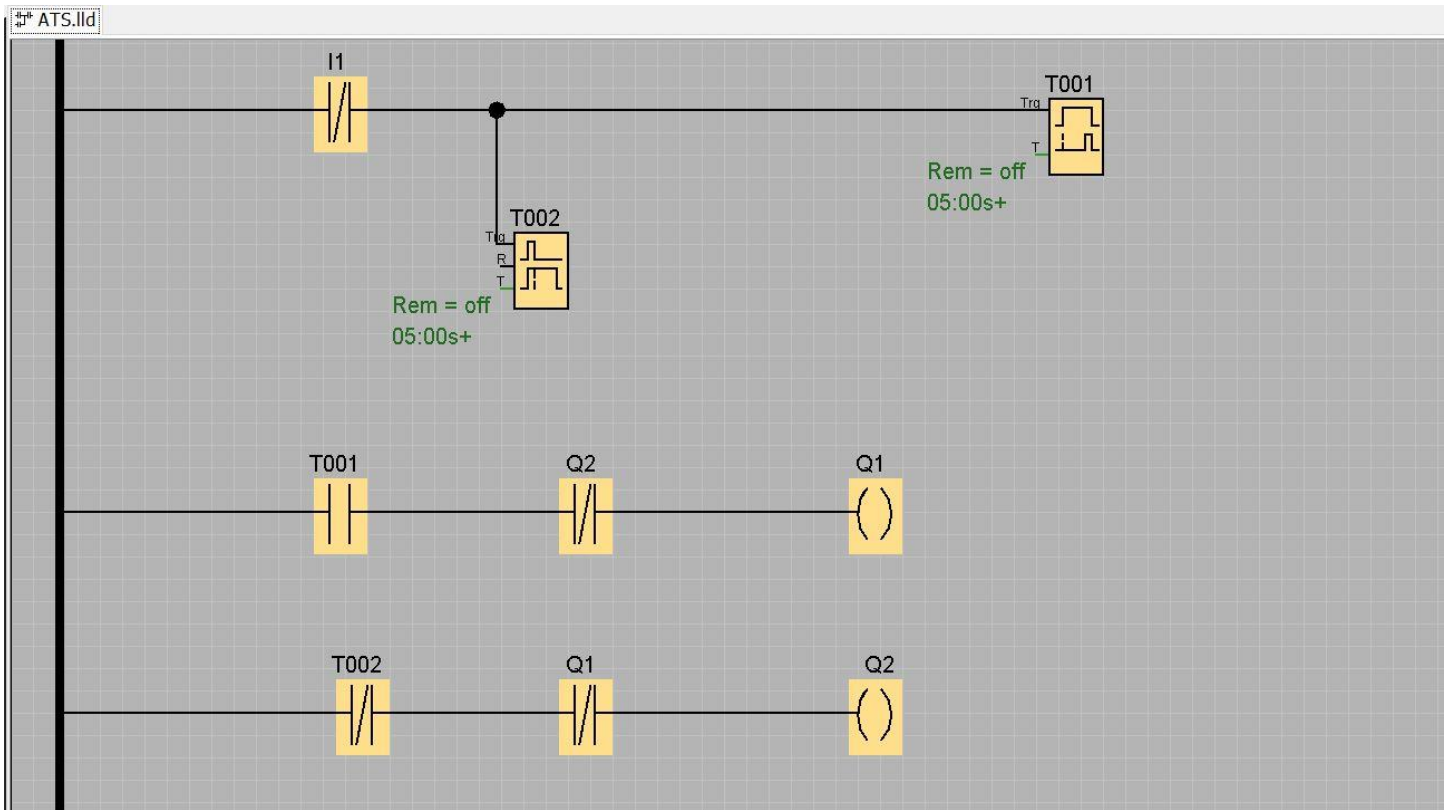 ATS.lld
I1
T001
Trg
T
Rem = off
05:00s+
T002
Trg
R
T
Rem = off
05:00s+
T001 Q2 Q1
T002 Q1 Q2